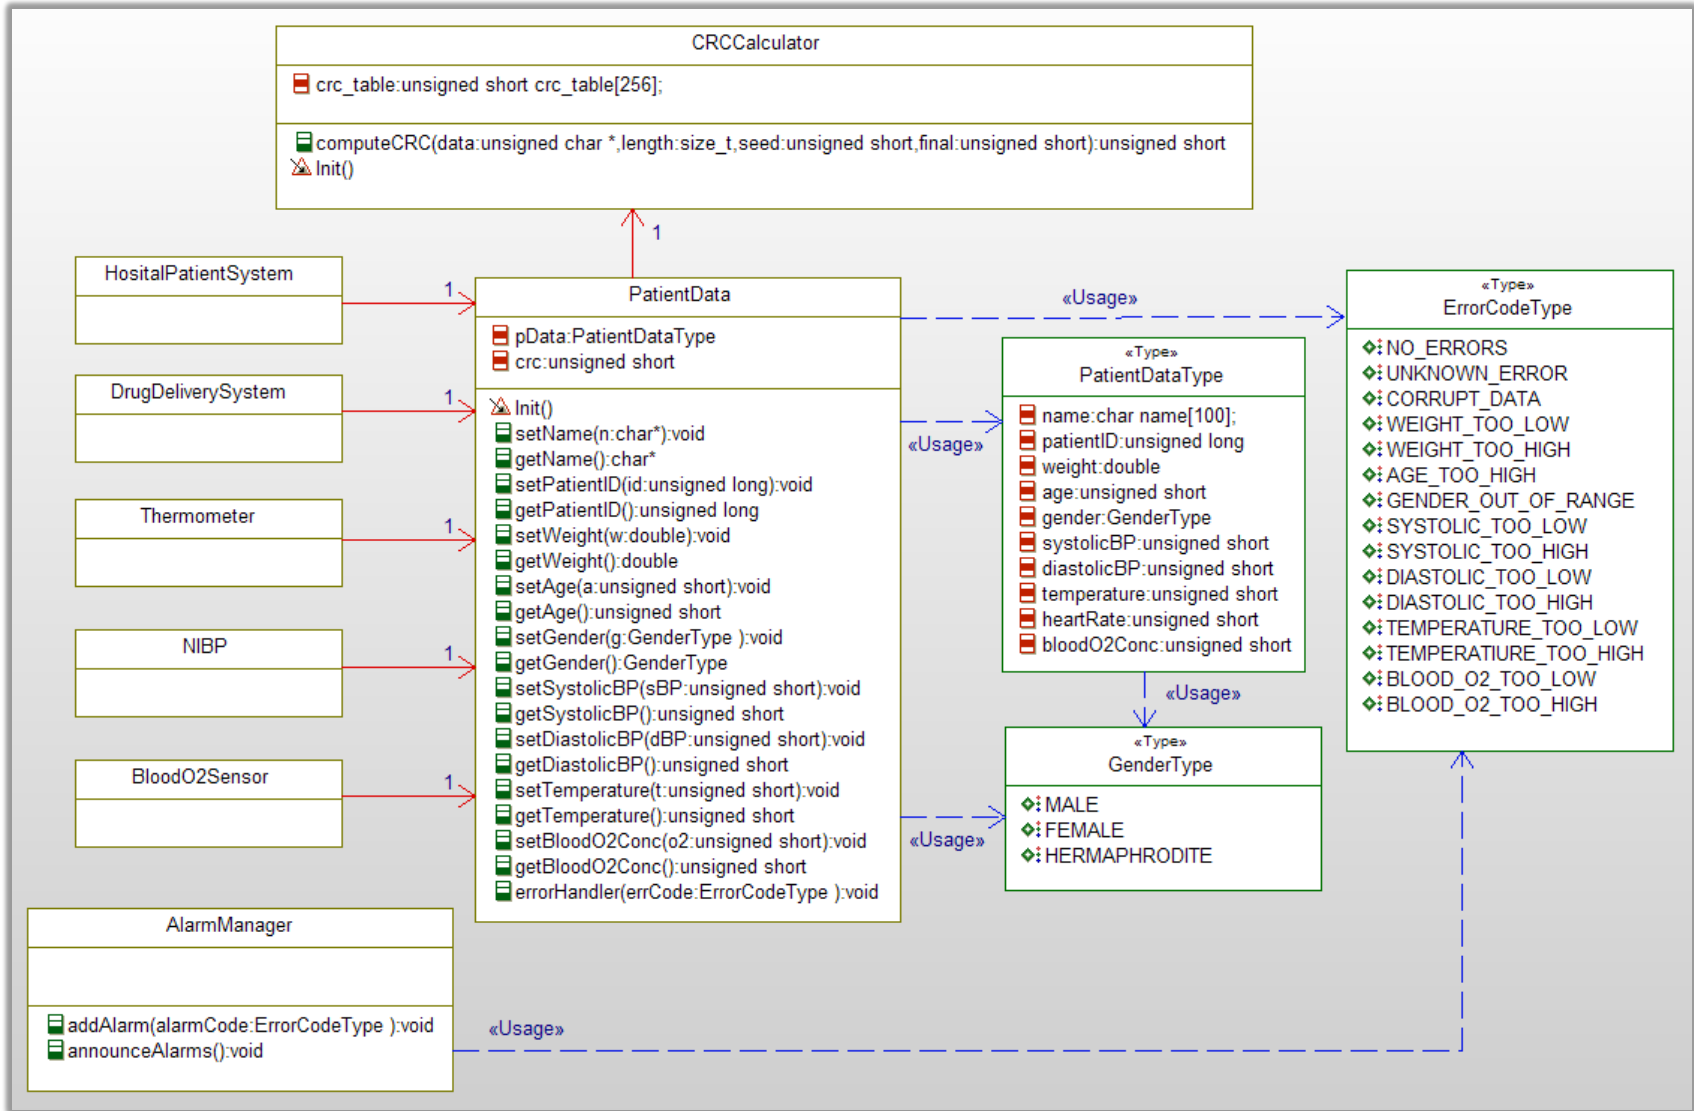 CRCCalculator
crc_table:unsigned short crc_table[256];
computeCRC(data:unsigned char *,length:size_t,seed:unsigned short,final:unsigned short):unsigned short
Init()
1
HositalPatientSystem
1
DrugDeliverySystem
1
Thermometer
1
NIBP
1
BloodO2Sensor
1
PatientData
pData:PatientDataType
crc:unsigned short
Init()
setName(n:char*):void
getName():char*
setPatientID(id:unsigned long):void
getPatientID():unsigned long
setWeight(w:double):void
getWeight():double
setAge(a:unsigned short):void
getAge():unsigned short
setGender(g:GenderType ):void
getGender():GenderType
setSystolicBP(sBP:unsigned short):void
getSystolicBP():unsigned short
setDiastolicBP(dBP:unsigned short):void
getDiastolicBP():unsigned short
setTemperature(t:unsigned short):void
getTemperature():unsigned short
setBloodO2Conc(o2:unsigned short):void
getBloodO2Conc():unsigned short
errorHandler(errCode:ErrorCodeType ):void
«Usage»
«Usage»
«Usage»
«Type»
PatientDataType
name:char name[100];
patientID:unsigned long
weight:double
age:unsigned short
gender:GenderType
systolicBP:unsigned short
diastolicBP:unsigned short
temperature:unsigned short
heartRate:unsigned short
bloodO2Conc:unsigned short
«Usage»
«Type»
GenderType
MALE
FEMALE
HERMAPHRODITE
«Type»
ErrorCodeType
NO_ERRORS
UNKNOWN_ERROR
CORRUPT_DATA
WEIGHT_TOO_LOW
WEIGHT_TOO_HIGH
AGE_TOO_HIGH
GENDER_OUT_OF_RANGE
SYSTOLIC_TOO_LOW
SYSTOLIC_TOO_HIGH
DIASTOLIC_TOO_LOW
DIASTOLIC_TOO_HIGH
TEMPERATURE_TOO_LOW
TEMPERATIURE_TOO_HIGH
BLOOD_O2_TOO_LOW
BLOOD_O2_TOO_HIGH
AlarmManager
addAlarm(alarmCode:ErrorCodeType ):void
announceAlarms():void
«Usage»